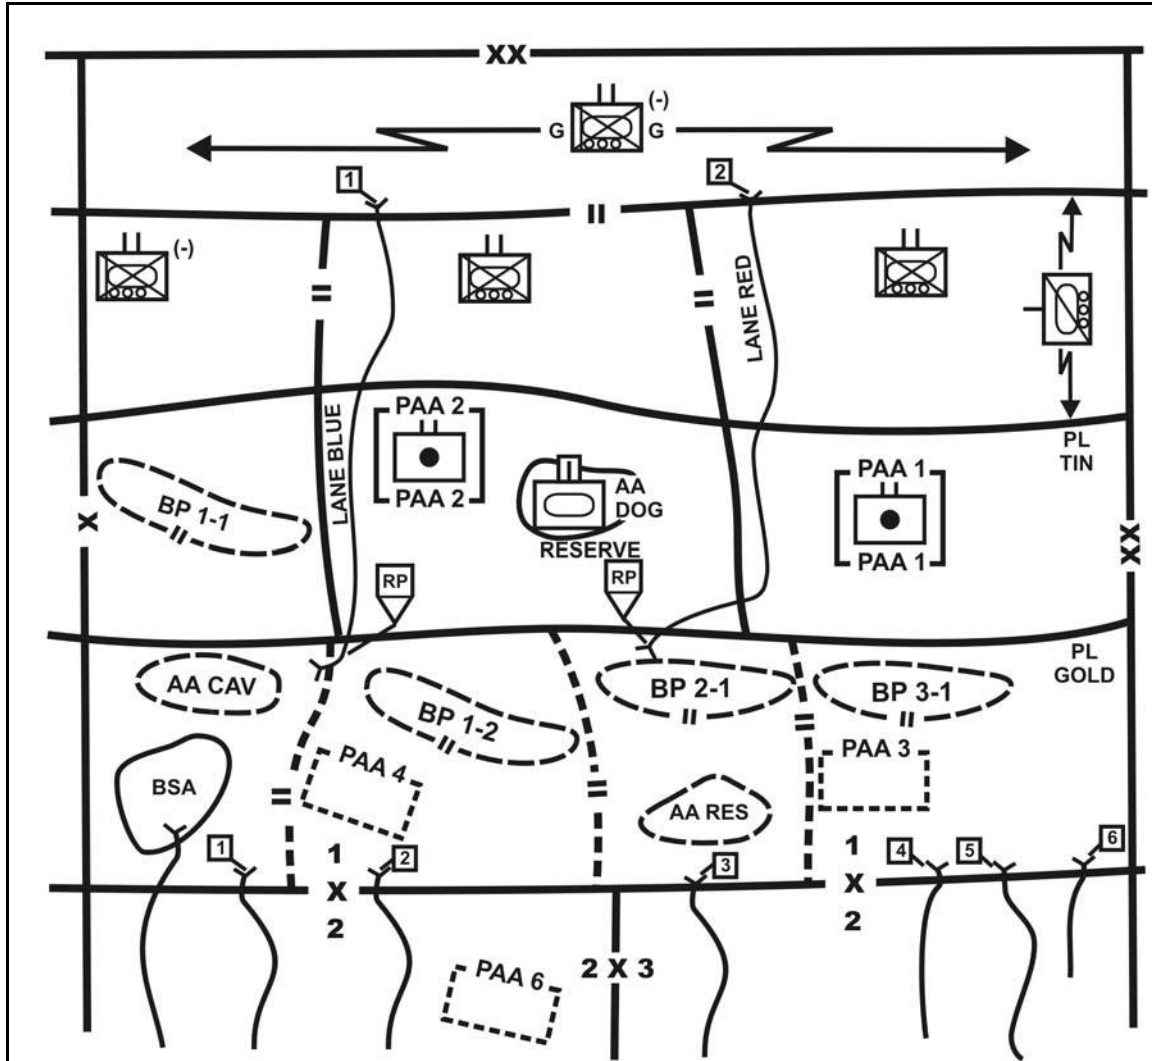 XX
(-)
G
G
1
2
II
(-)
II
II
LANE RED
LANE BLUE
PAA 2
PAA 2
AA
DOG
RESERVE
PAA 1
PAA 1
PL
TIN
BP 1-1
II
X
XX
RP
RP
PL
GOLD
AA CAV
BP 1-2
II
BP 2-1
II
BP 3-1
II
II
PAA 4
PAA 3
BSA
II
II
AA RES
1
2
3
4
5
6
1
X
2
1
X
2
2 X 3
PAA 6